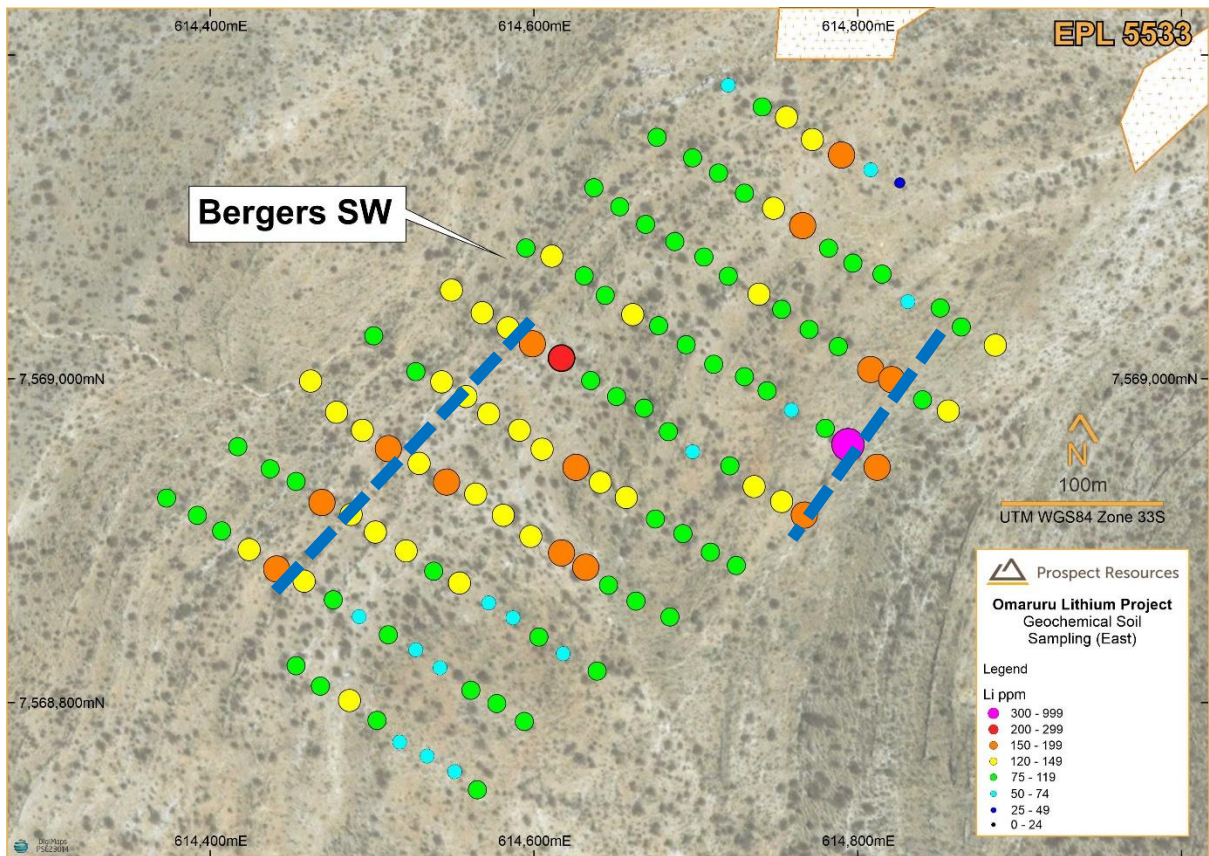 614,400mE
614,600mE
614,800mE
EPL 5533
Bergers SW
7,569,000mN
7,569,000mN
N
100m
UTM WGS84 Zone 33S
Prospect Resources
Omaruru Lithium Project
Geochemical Soil
Sampling (East)
Legend
Li ppm
300 - 999
200 - 299
150 - 199
120 - 149
75 - 119
50 - 74
25 - 49
0 - 24
7,568,800mN
614,400mE
614,600mE
614,800mE
DigiMaps